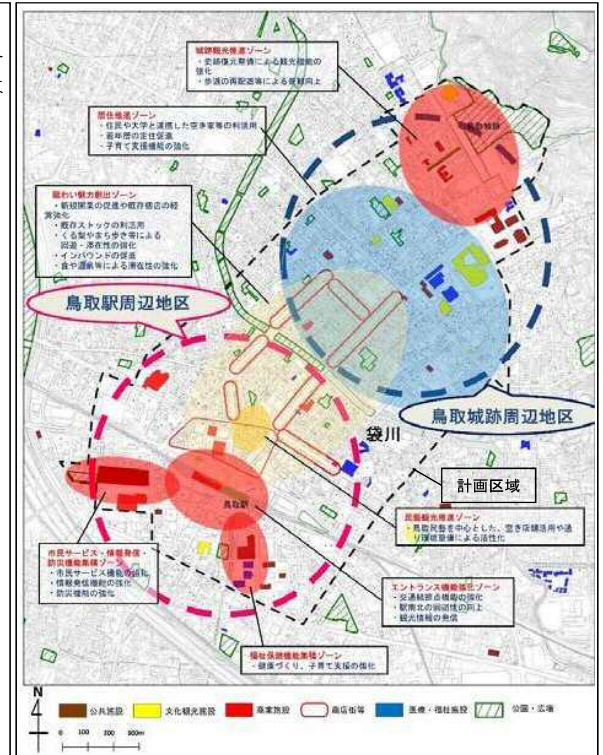 城跡観光推進ゾーン
・史跡復元整備による観光機能の
強化
居住推進ゾーン
・住民や大学と連携した空き家等の利活用
・若年層の定住促進
・子育て支援機能の強化
賑わい魅力創出ゾーン
・新規開業の促進や既存商店の経
営強化
・既存ストックの利活用
・くる梨やまち歩き等による
回遊・滞在性の強化
・インバウンドの促進
・食や温泉等による滞在性の強化
鳥取城跡
鳥取駅周辺地区
鳥取城跡周辺地区
袋川
計画区域
鳥取駅
民藝観光推進ゾーン
・鳥取民藝を中心とした、空き店舗活用や通
り環境整備による活性化
市民サービス・情報発信・
防災機能集積ゾーン
・市民サービス機能の強化
・情報発信機能の強化
・防災機能の強化
エントランス機能強化ゾーン
・交通結節点機能の強化
・駅南北の回遊性の向上
・観光情報の発信
福祉保健機能集積ゾーン
・健康づくり、子育て支援の強化
N
公共施設
文化観光施設
商業施設
商店街等
医療・福祉施設
公園・広場
0 100 200 300m